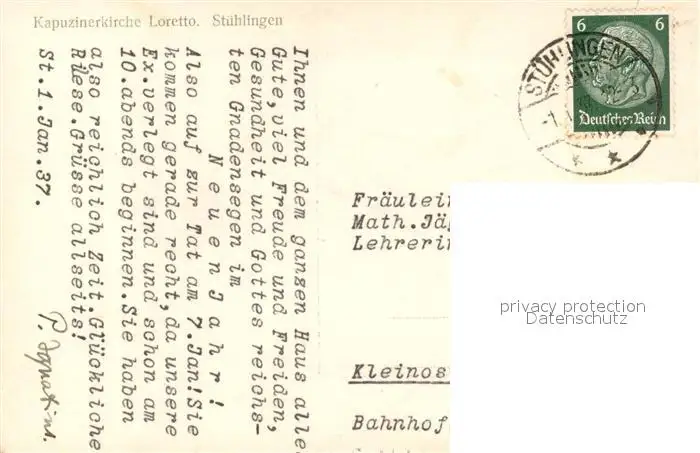 Kapuzinerkirche Loretto. Stühlingen
Ihnen und dem ganzen Haus alle
Gute, viel Freude und Freiden,
Gesundheit und Gottes reichs-
ten Gnadensegen im
N e u e n J a h r !
Also auf zur Tat am 7.Jan!Sie
kommen gerade recht,da unsere
Ex.verlegt sind und schon am
10.abends beginnen.Sie haben
also reichlich Zeit.Glückliche
Rüese.Grüsse allseits!
St.1.Jan.37.
P. Ignatius.
6 6
Deutsches Reich
STÜHLINGEN
Fräulein
Math.Jäg
Lehrerin
Kleinos
Bahnhof
privacy protection
Datenschutz